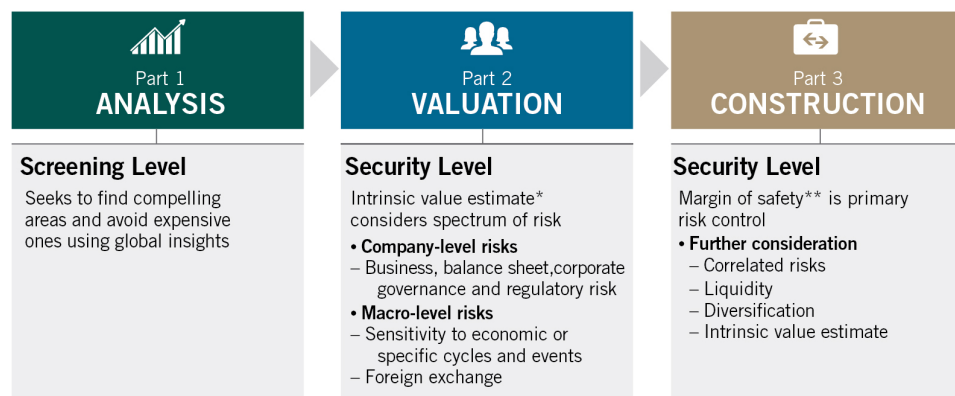 Part 1
ANALYSIS
Screening Level
Seeks to find compelling
areas and avoid expensive
ones using global insights
Part 2
VALUATION
Security Level
Intrinsic value estimate*
considers spectrum of risk
• Company-level risks
– Business, balance sheet,corporate
governance and regulatory risk
• Macro-level risks
– Sensitivity to economic or
specific cycles and events
– Foreign exchange
Part 3
CONSTRUCTION
Security Level
Margin of safety** is primary
risk control
• Further consideration
– Correlated risks
– Liquidity
– Diversification
– Intrinsic value estimate